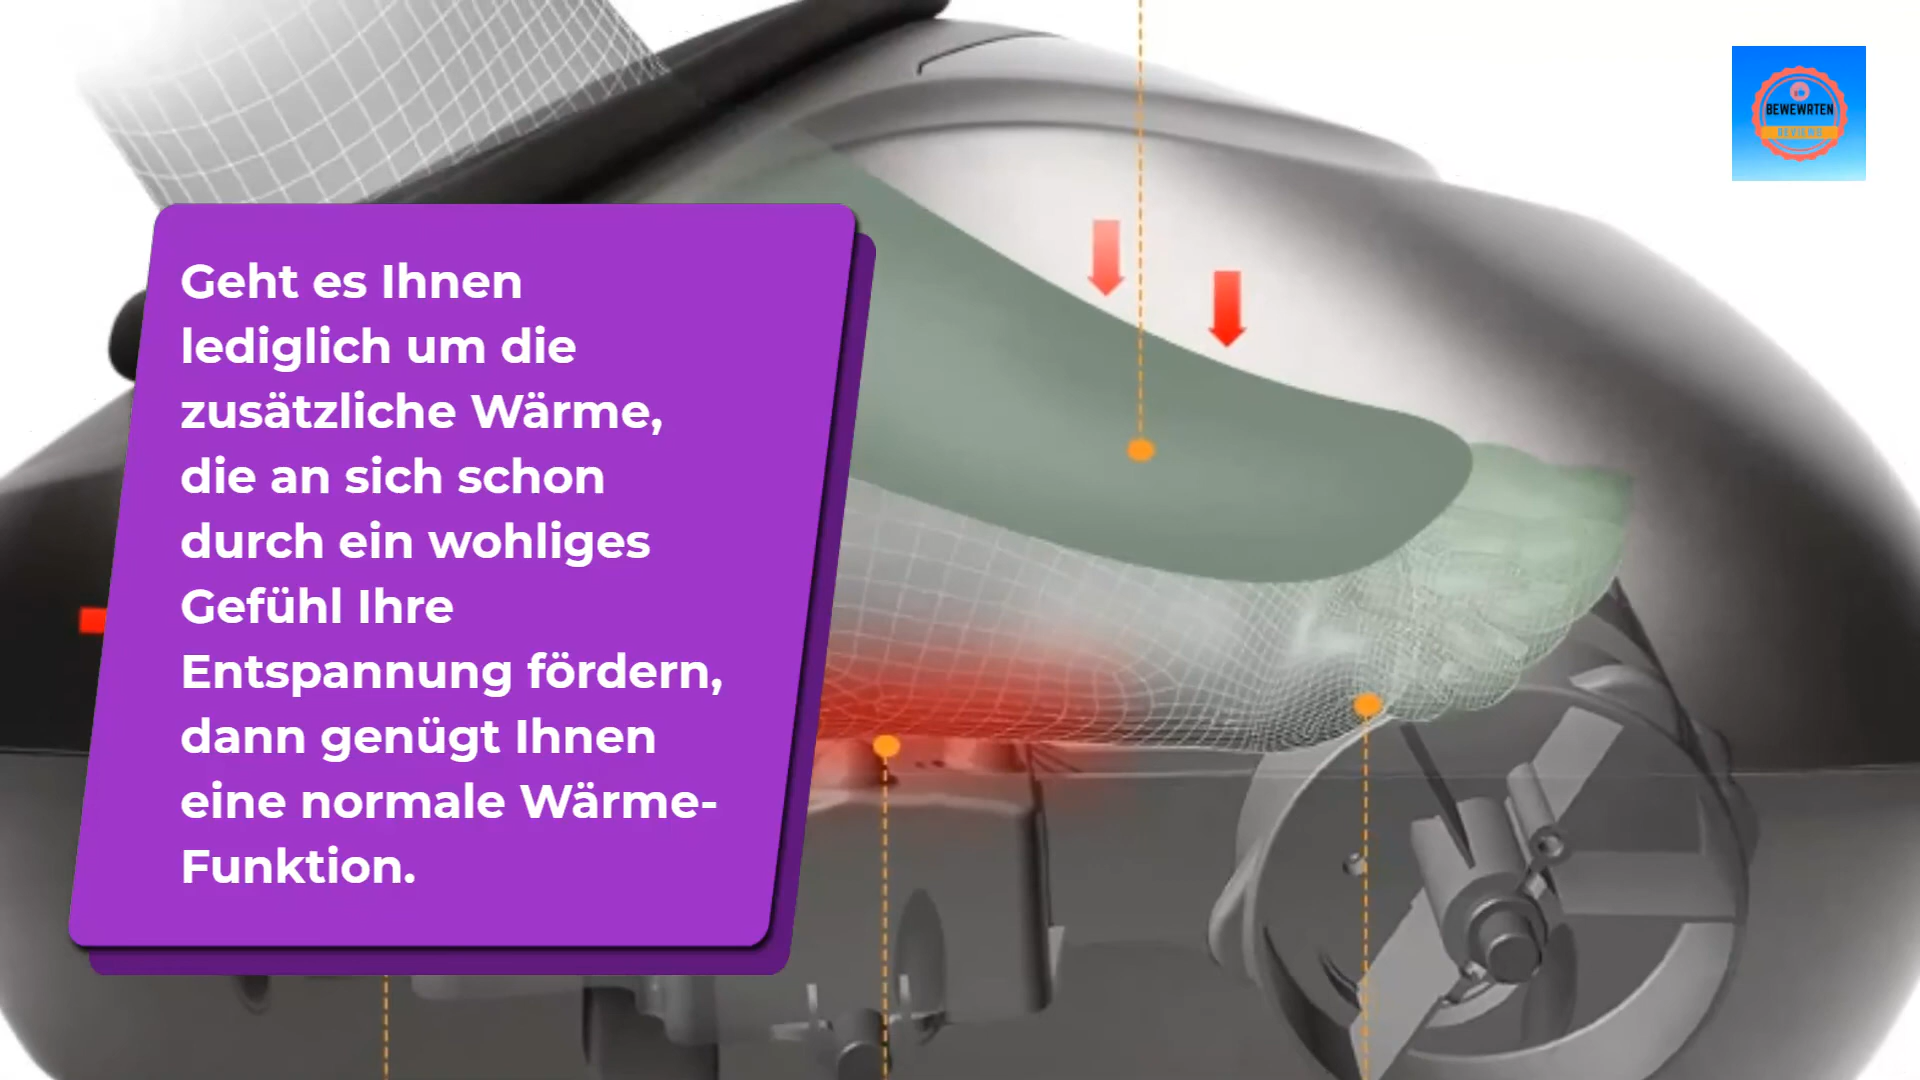 BEWEWRTEN
REVIEWS
Geht es Ihnen
lediglich um die
zusätzliche Wärme,
die an sich schon
durch ein wohliges
Gefühl Ihre
Entspannung fördern,
dann genügt Ihnen
eine normale Wärme-
Funktion.